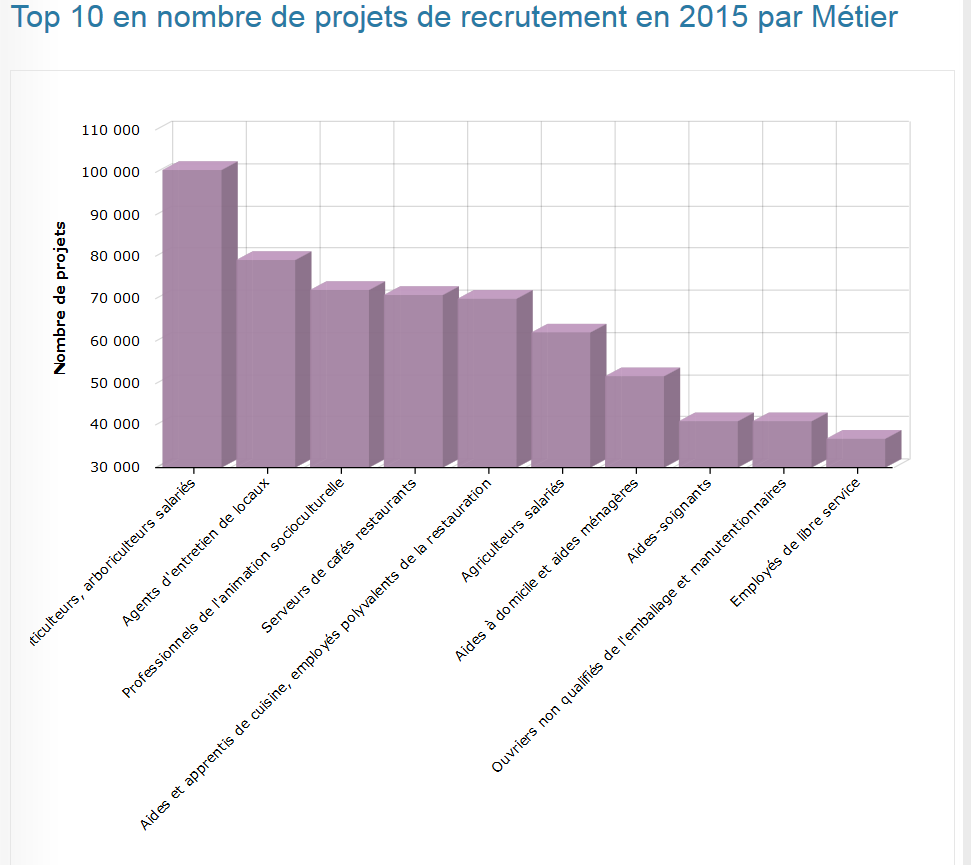 Top 10 en nombre de projets de recrutement en 2015 par Métier
Nombre de projets
110 000
100 000
90 000
80 000
70 000
60 000
50 000
40 000
30 000
arboriculteurs salariés
Agents d'entretien de locaux
Professionnels de l'animation socioculturelle
Serveurs de cafés restaurants
Aides et apprentis de cuisine, employés polyvalents de la restauration
Agriculteurs salariés
Aides à domicile et aides ménagères
Aides-soignants
Ouvriers non qualifiés de l'emballage et manutentionnaires
Employés de libre service